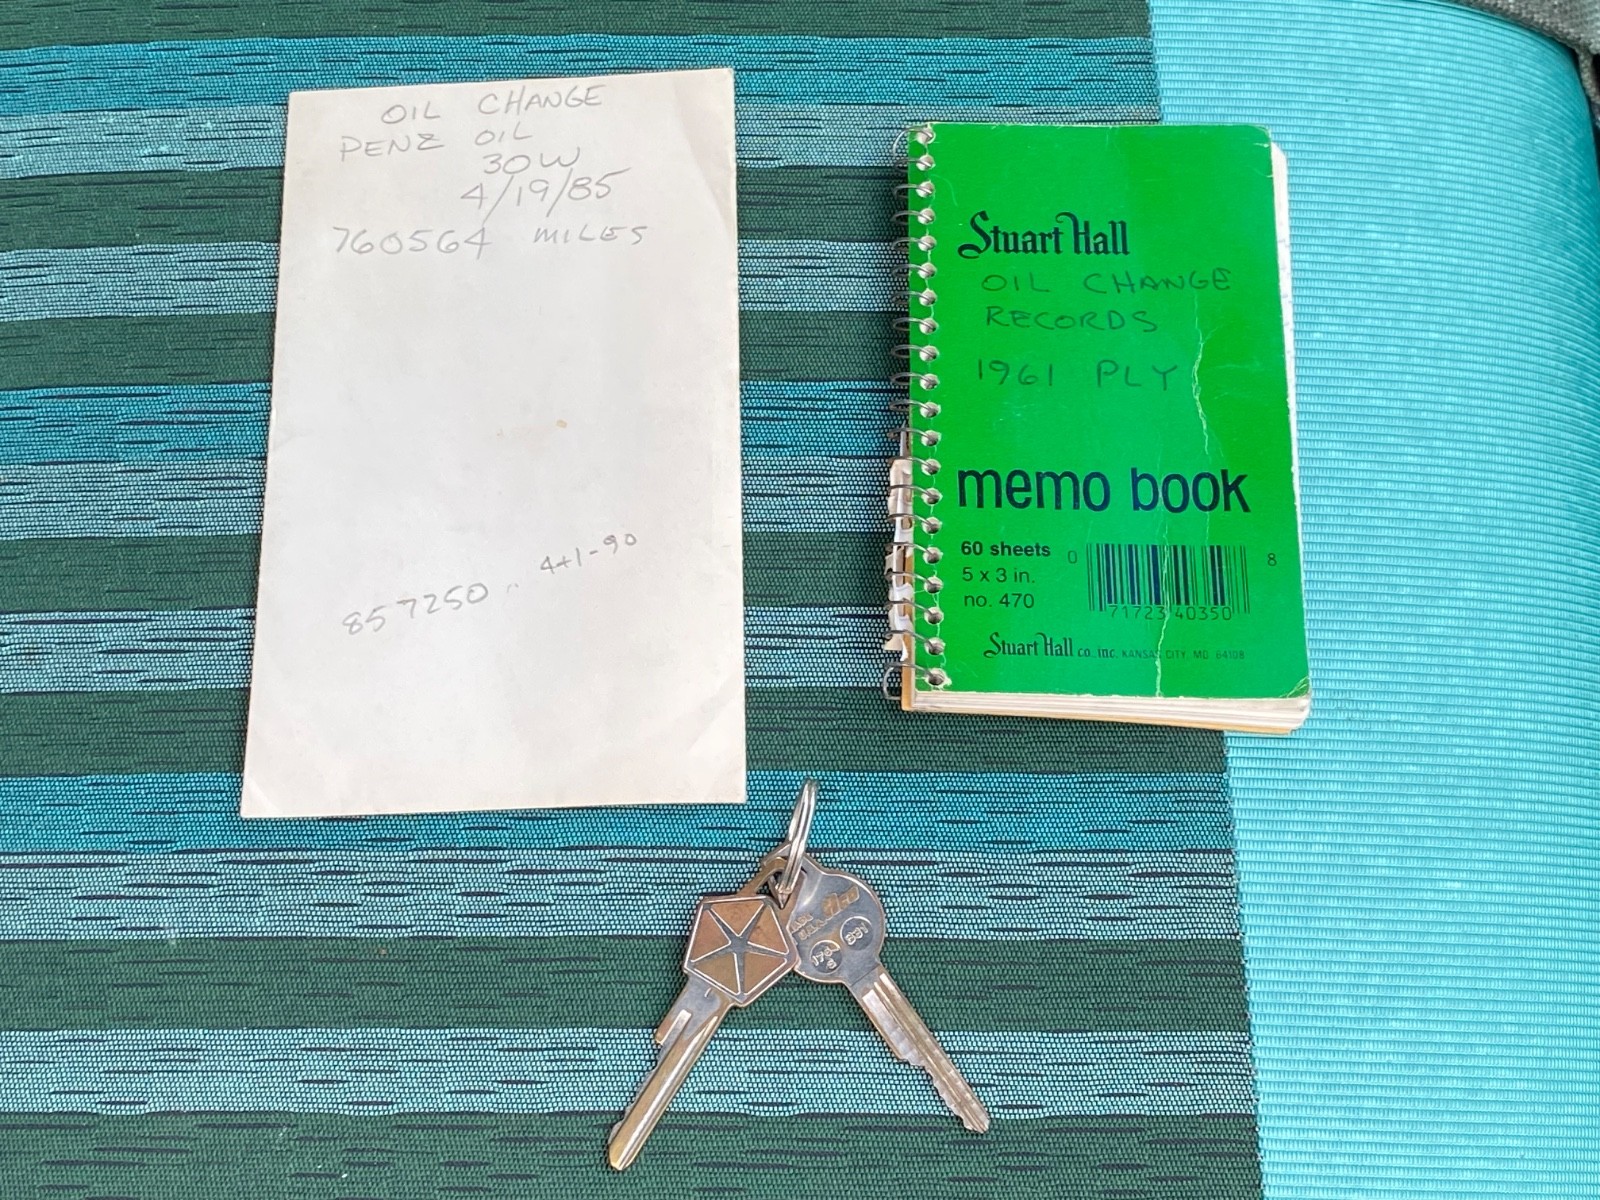 OIL CHANGE
PENZ OIL
30W
4/19/85
760564 MILES
857250 4+1-90
Stuart Hall
OIL CHANGE
RECORDS
1961 PLY
memo book
60 sheets
5 x 3 in.
no. 470
0 71723 40350 8
Stuart Hall co. inc. KANSAS CITY, MO. 64108